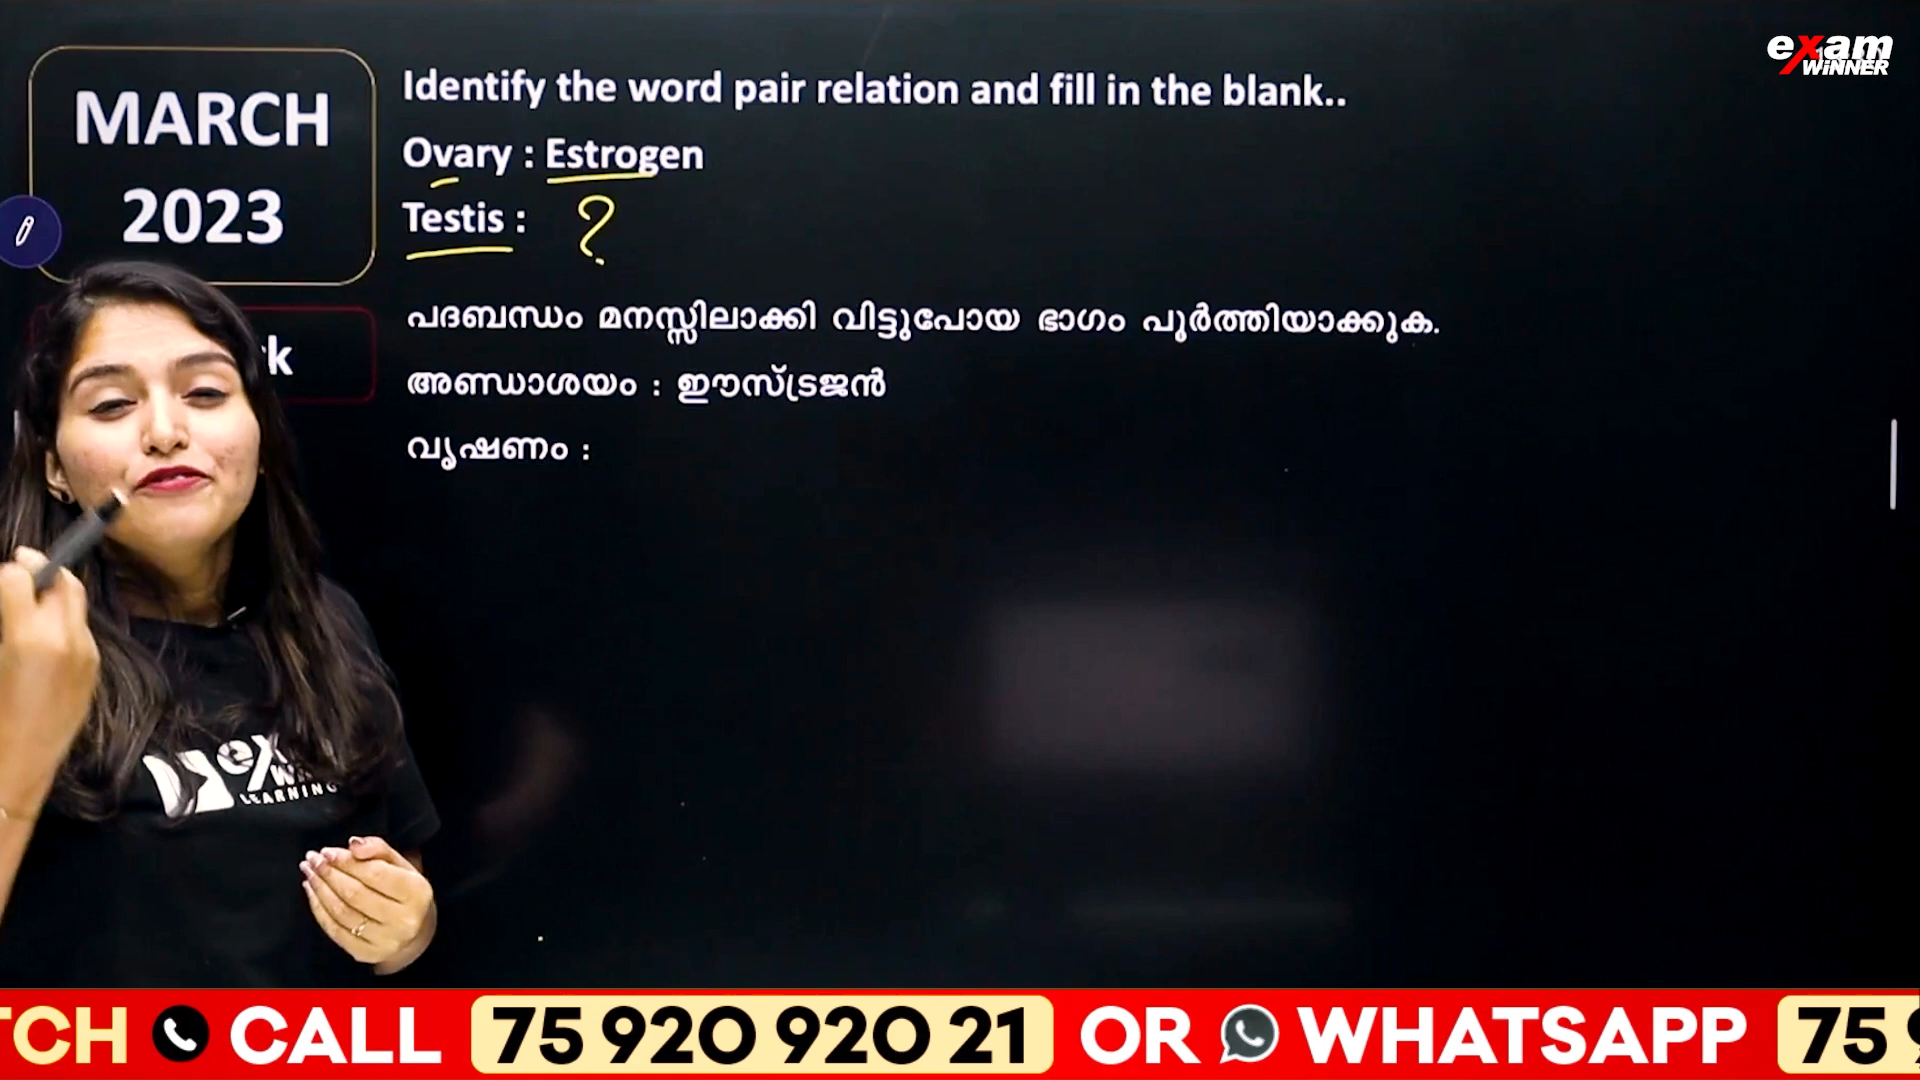 MARCH
2023
Identify the word pair relation and fill in the blank..
Ovary : Estrogen
Testis : ?
പദബന്ധം മനസ്സിലാക്കി വിട്ടുപോയ ഭാഗം പൂർത്തിയാക്കുക.
അണ്ഡാശയം : ഈസ്ട്രജൻ
വൃഷണം :
exam
WINNER
LEARNING
CALL 75 920 920 21 OR WHATSAPP 75